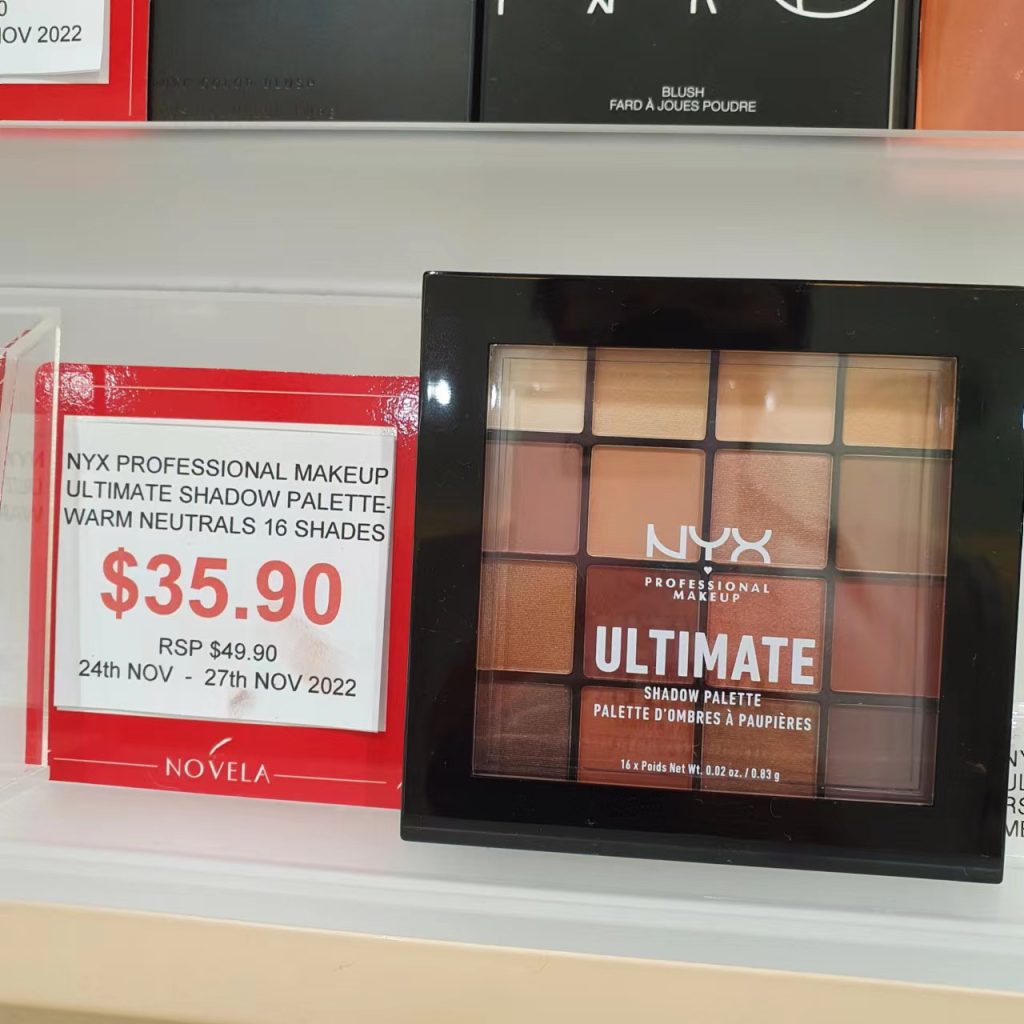 NOV 2022
BLUSH
FARD À JOUES POUDRE
NYX PROFESSIONAL MAKEUP
ULTIMATE SHADOW PALETTE-
WARM NEUTRALS 16 SHADES
$35.90
RSP $49.90
24th NOV - 27th NOV 2022
NOVELA
NYX
PROFESSIONAL
MAKEUP
ULTIMATE
SHADOW PALETTE
PALETTE D'OMBRES À PAUPIÈRES
16 x Poids Net Wt. 0.02 oz. / 0.83 g